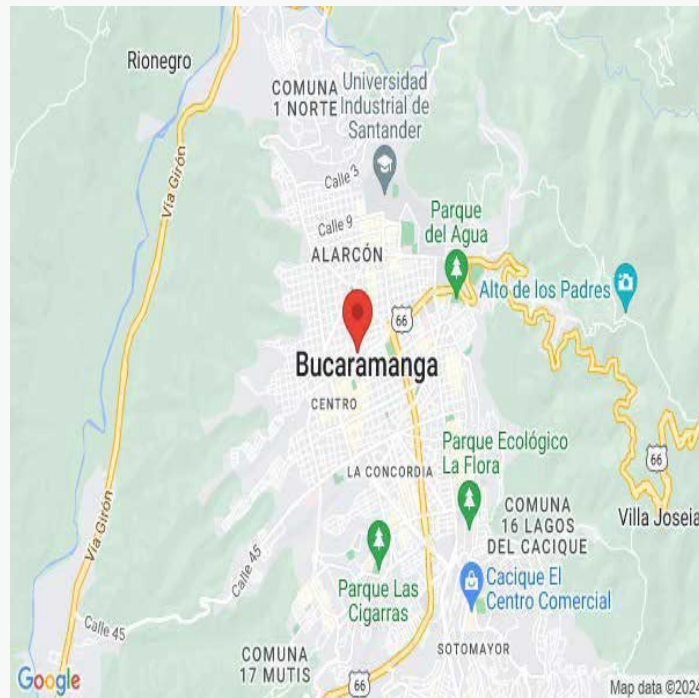 Rionegro
COMUNA
1 NORTE
Universidad
Industrial de
Santander
Vía Girón
Calle 3
Calle 9
Parque
del Agua
ALARCÓN
Alto de los Padres
66
Bucaramanga
CENTRO
Parque Ecológico
La Flora
66
LA CONCORDIA
COMUNA
16 LAGOS
DEL CACIQUE
Villa Joseia
Vía Girón
Calle 45
Parque Las
Cigarras
Cacique El
Centro Comercial
Calle 45
COMUNA
17 MUTIS
SOTOMAYOR
66
Google
Map data ©2024